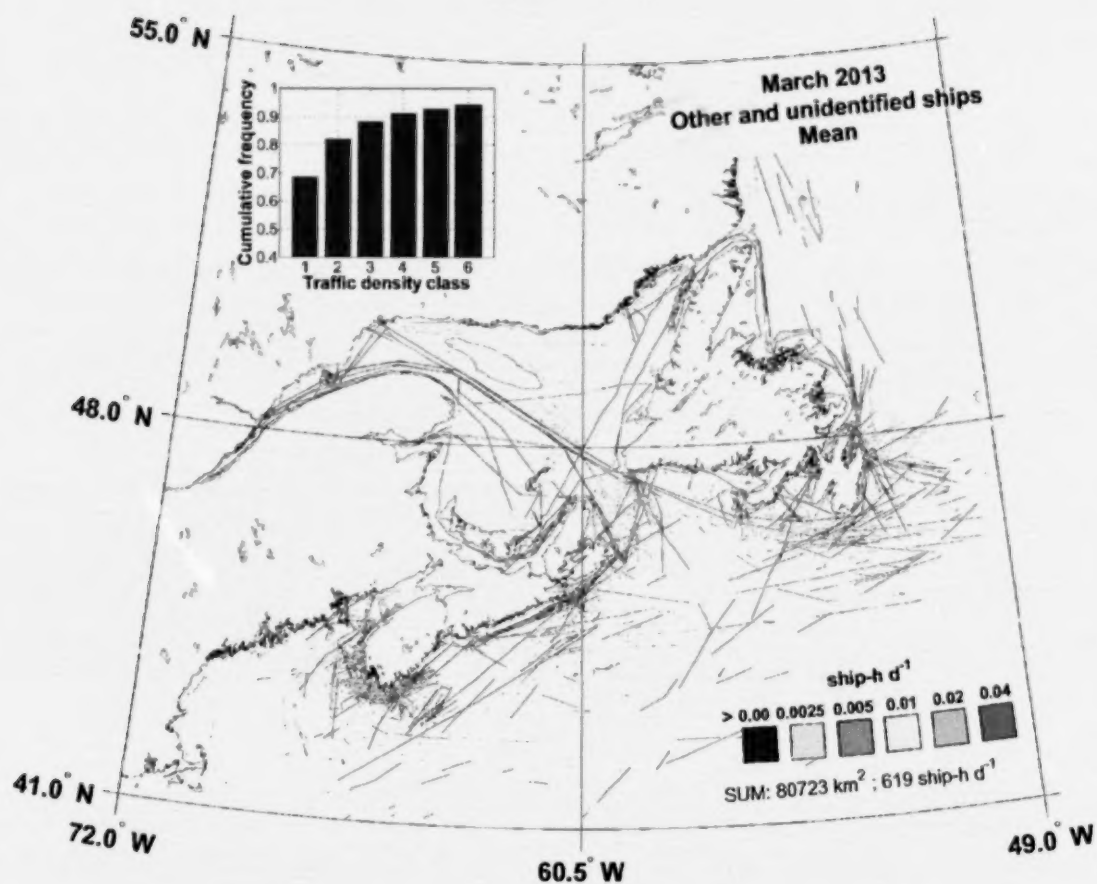 55.0° N
March 2013
Other and unidentified ships
Mean
Cumulative frequency
1
0.9
0.8
0.7
0.6
0.5
0.4
1 2 3 4 5 6
Traffic density class
48.0° N
ship-h d⁻¹
> 0.00 0.0025 0.005 0.01 0.02 0.04
SUM: 80723 km² ; 619 ship-h d⁻¹
41.0° N
72.0° W
60.5° W
49.0° W